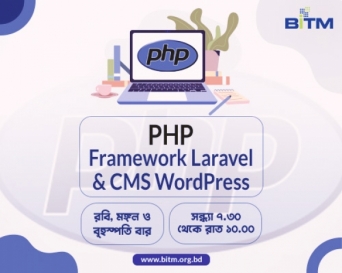 BITM
php
PHP
Framework Laravel
& CMS WordPress
রবি, মঙ্গল ও
বৃহস্পতি বার
সন্ধ্যা ৭.৩০
থেকে রাত ১০.০০
www.bitm.org.bd